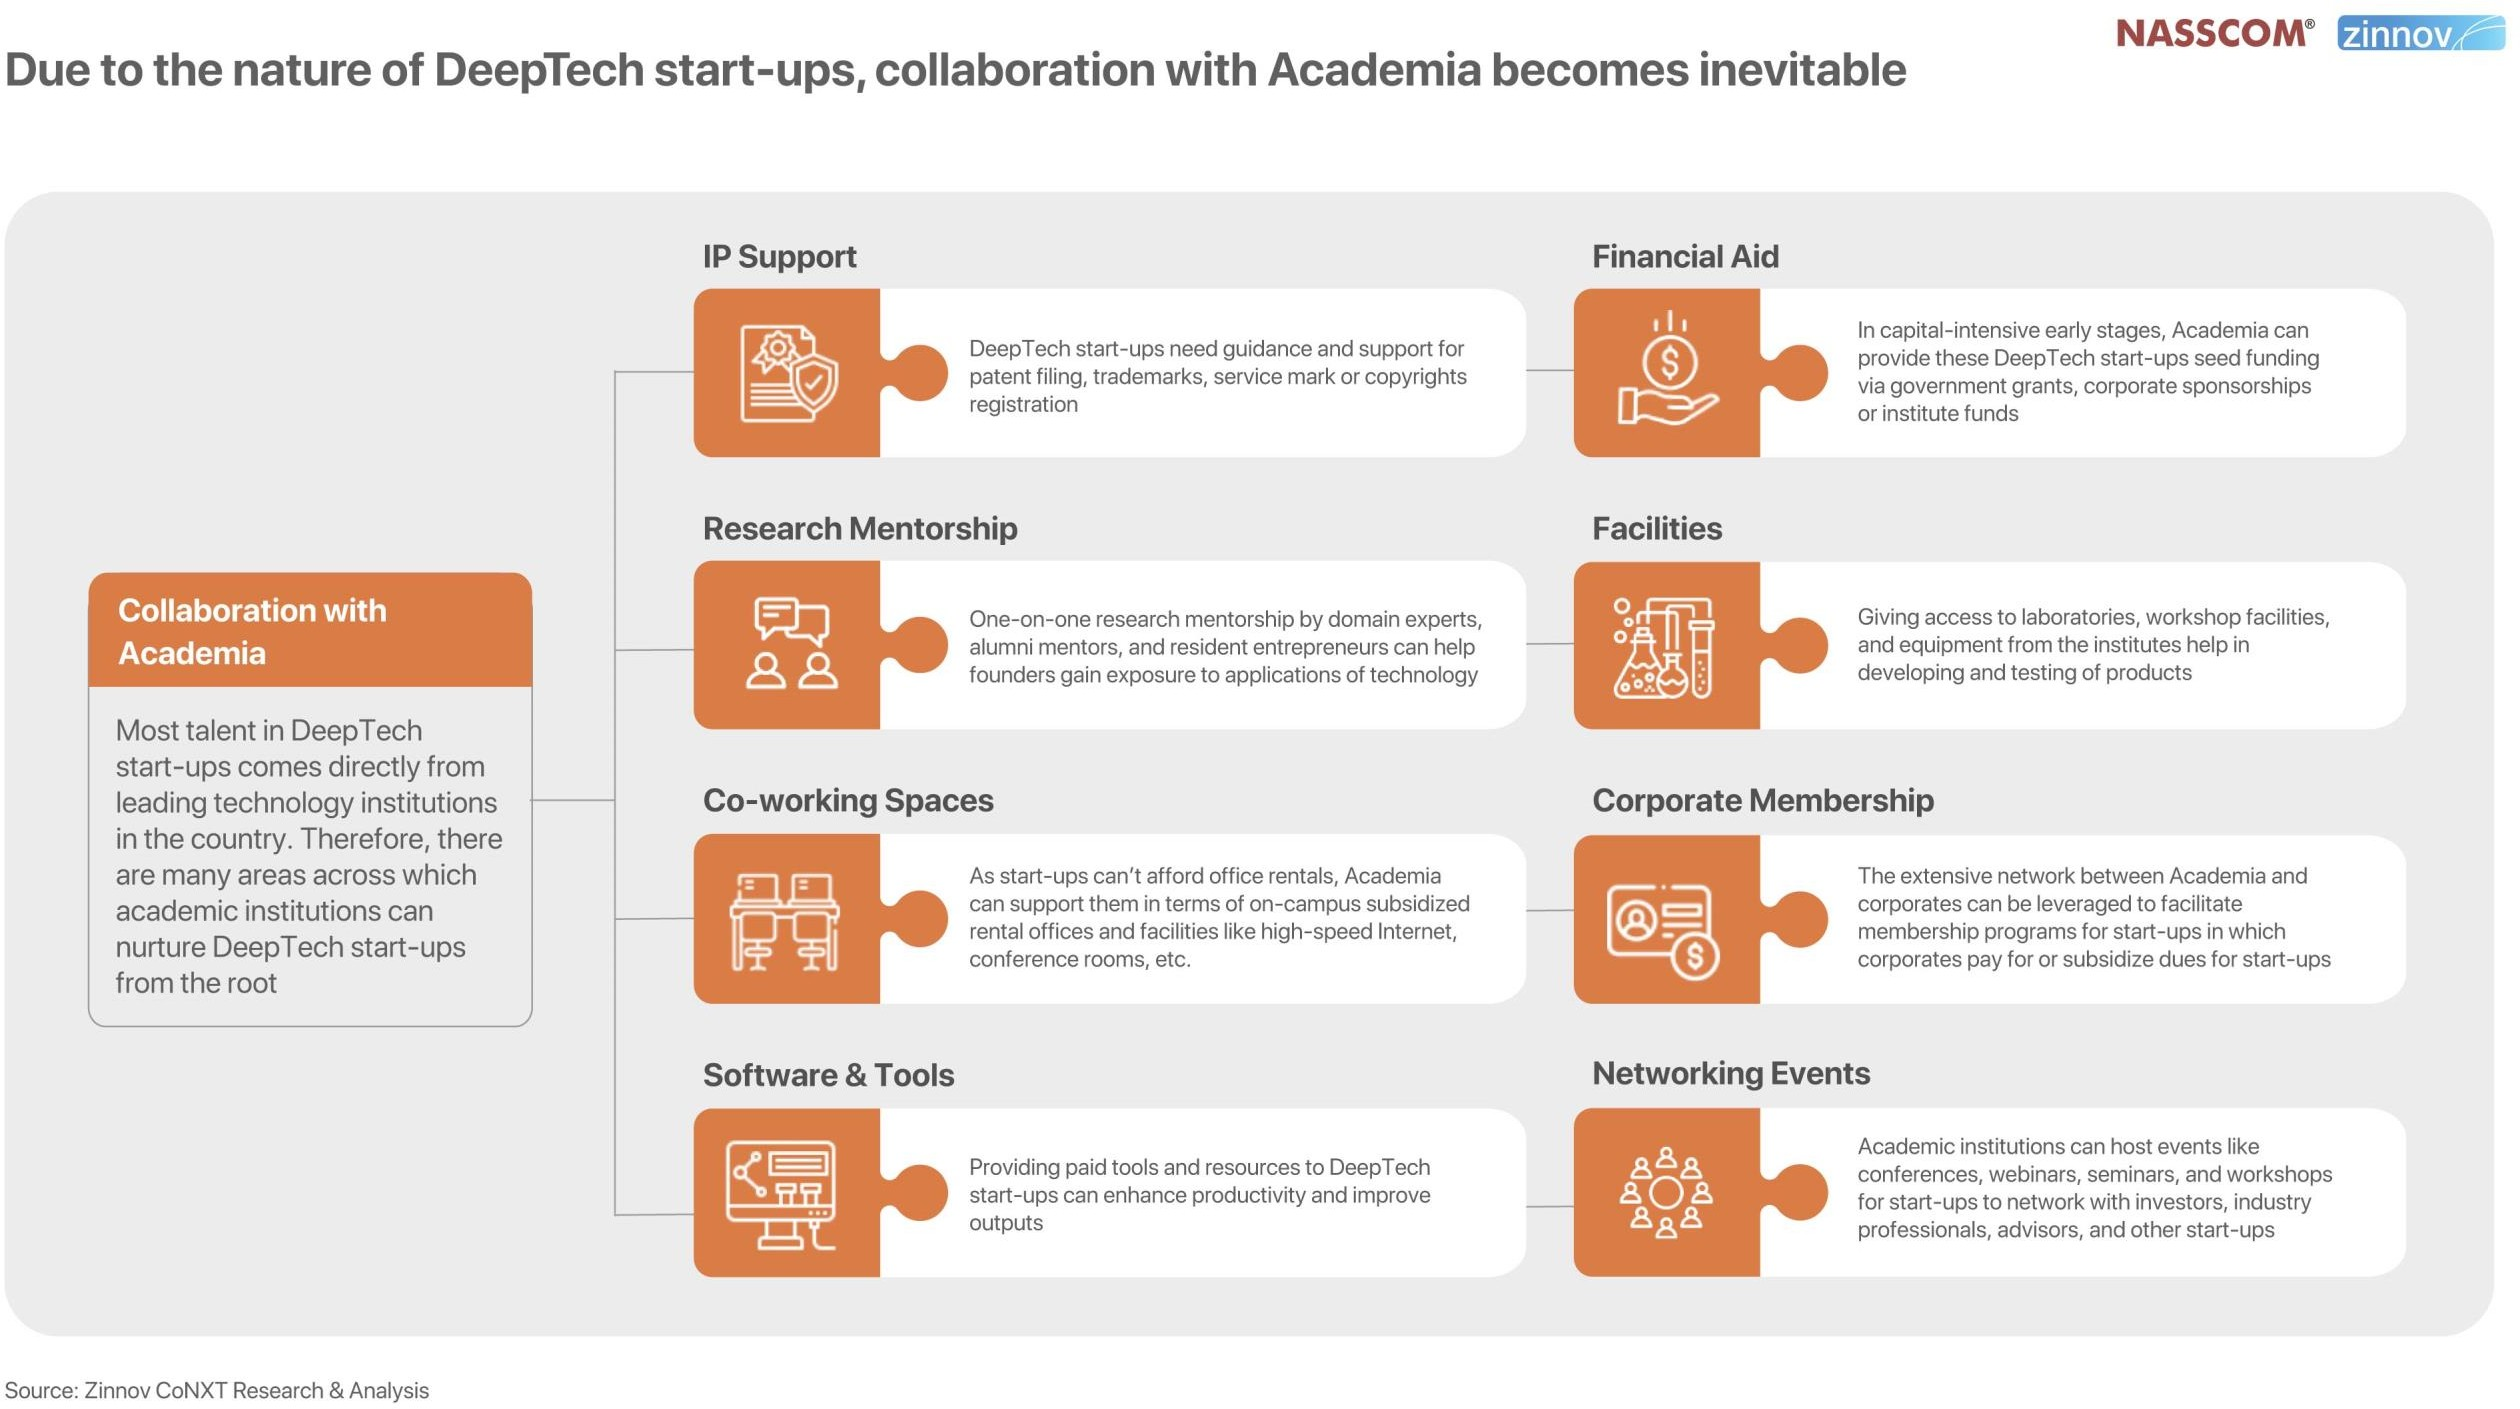 NASSCOM®
zinnov
Due to the nature of DeepTech start-ups, collaboration with Academia becomes inevitable
Collaboration with
Academia
Most talent in DeepTech
start-ups comes directly from
leading technology institutions
in the country. Therefore, there
are many areas across which
academic institutions can
nurture DeepTech start-ups
from the root
IP Support
DeepTech start-ups need guidance and support for
patent filing, trademarks, service mark or copyrights
registration
Financial Aid
In capital-intensive early stages, Academia can
provide these DeepTech start-ups seed funding
via government grants, corporate sponsorships
or institute funds
Research Mentorship
One-on-one research mentorship by domain experts,
alumni mentors, and resident entrepreneurs can help
founders gain exposure to applications of technology
Facilities
Giving access to laboratories, workshop facilities,
and equipment from the institutes help in
developing and testing of products
Co-working Spaces
As start-ups can’t afford office rentals, Academia
can support them in terms of on-campus subsidized
rental offices and facilities like high-speed Internet,
conference rooms, etc.
Corporate Membership
The extensive network between Academia and
corporates can be leveraged to facilitate
membership programs for start-ups in which
corporates pay for or subsidize dues for start-ups
Software & Tools
Providing paid tools and resources to DeepTech
start-ups can enhance productivity and improve
outputs
Networking Events
Academic institutions can host events like
conferences, webinars, seminars, and workshops
for start-ups to network with investors, industry
professionals, advisors, and other start-ups
Source: Zinnov CoNXT Research & Analysis